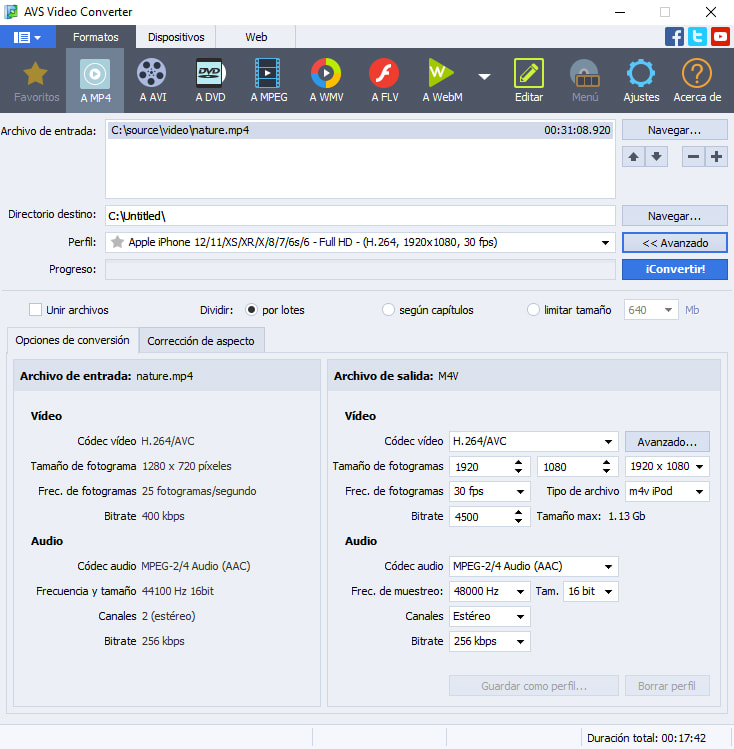 AVS Video Converter
Formatos Dispositivos Web
Favoritos A MP4 A AVI DVD A DVD A MPEG A WMV A FLV W A WebM Editar Menú Ajustes ? Acerca de
Archivo de entrada: C:\source\video\nature.mp4 00:31:08.920 Navegar...
Directorio destino: C:\Untitled\ Navegar...
Perfil: Apple iPhone 12/11/XS/XR/X/8/7/6s/6 - Full HD - (H.264, 1920x1080, 30 fps) << Avanzado
Progreso: ¡Convertir!
Unir archivos Dividir: por lotes según capítulos limitar tamaño 640 Mb
Opciones de conversión Corrección de aspecto
Archivo de entrada: nature.mp4
Vídeo
Códec vídeo H.264/AVC
Tamaño de fotograma 1280 x 720 píxeles
Frec. de fotogramas 25 fotogramas/segundo
Bitrate 400 kbps
Audio
Códec audio MPEG-2/4 Audio (AAC)
Frecuencia y tamaño 44100 Hz 16bit
Canales 2 (estéreo)
Bitrate 256 kbps
Archivo de salida: M4V
Vídeo
Códec vídeo H.264/AVC Avanzado...
Tamaño de fotogramas 1920 1080 1920 x 1080
Frec. de fotogramas 30 fps Tipo de archivo m4v iPod
Bitrate 4500 Tamaño max: 1.13 Gb
Audio
Códec audio MPEG-2/4 Audio (AAC)
Frec. de muestreo: 48000 Hz Tam. 16 bit
Canales Estéreo
Bitrate 256 kbps
Guardar como perfil... Borrar perfil
Duración total: 00:17:42